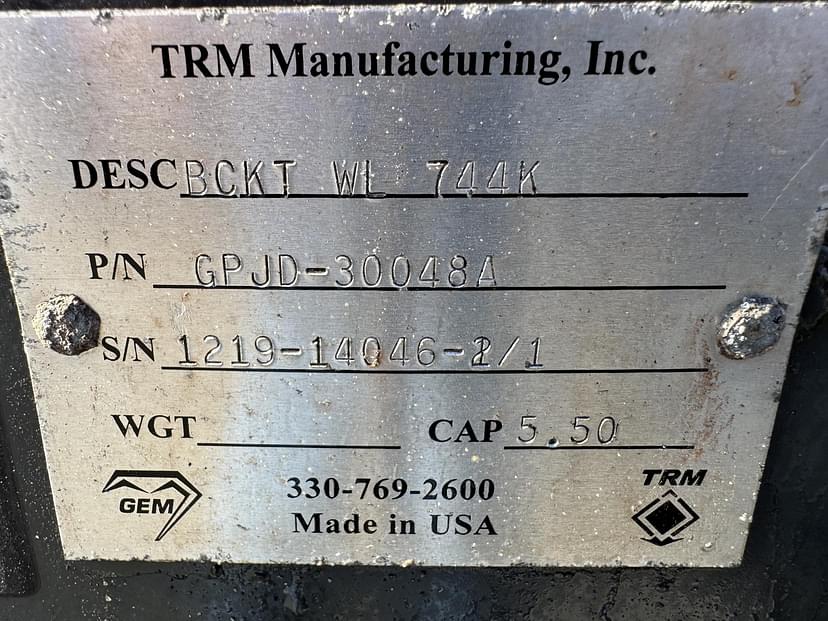 TRM Manufacturing, Inc.
DESC BCKT WL 744K
P/N GPJD-30048A
S/N 1219-14046-2/1
WGT CAP 5.50
GEM 330-769-2600 TRM
Made in USA